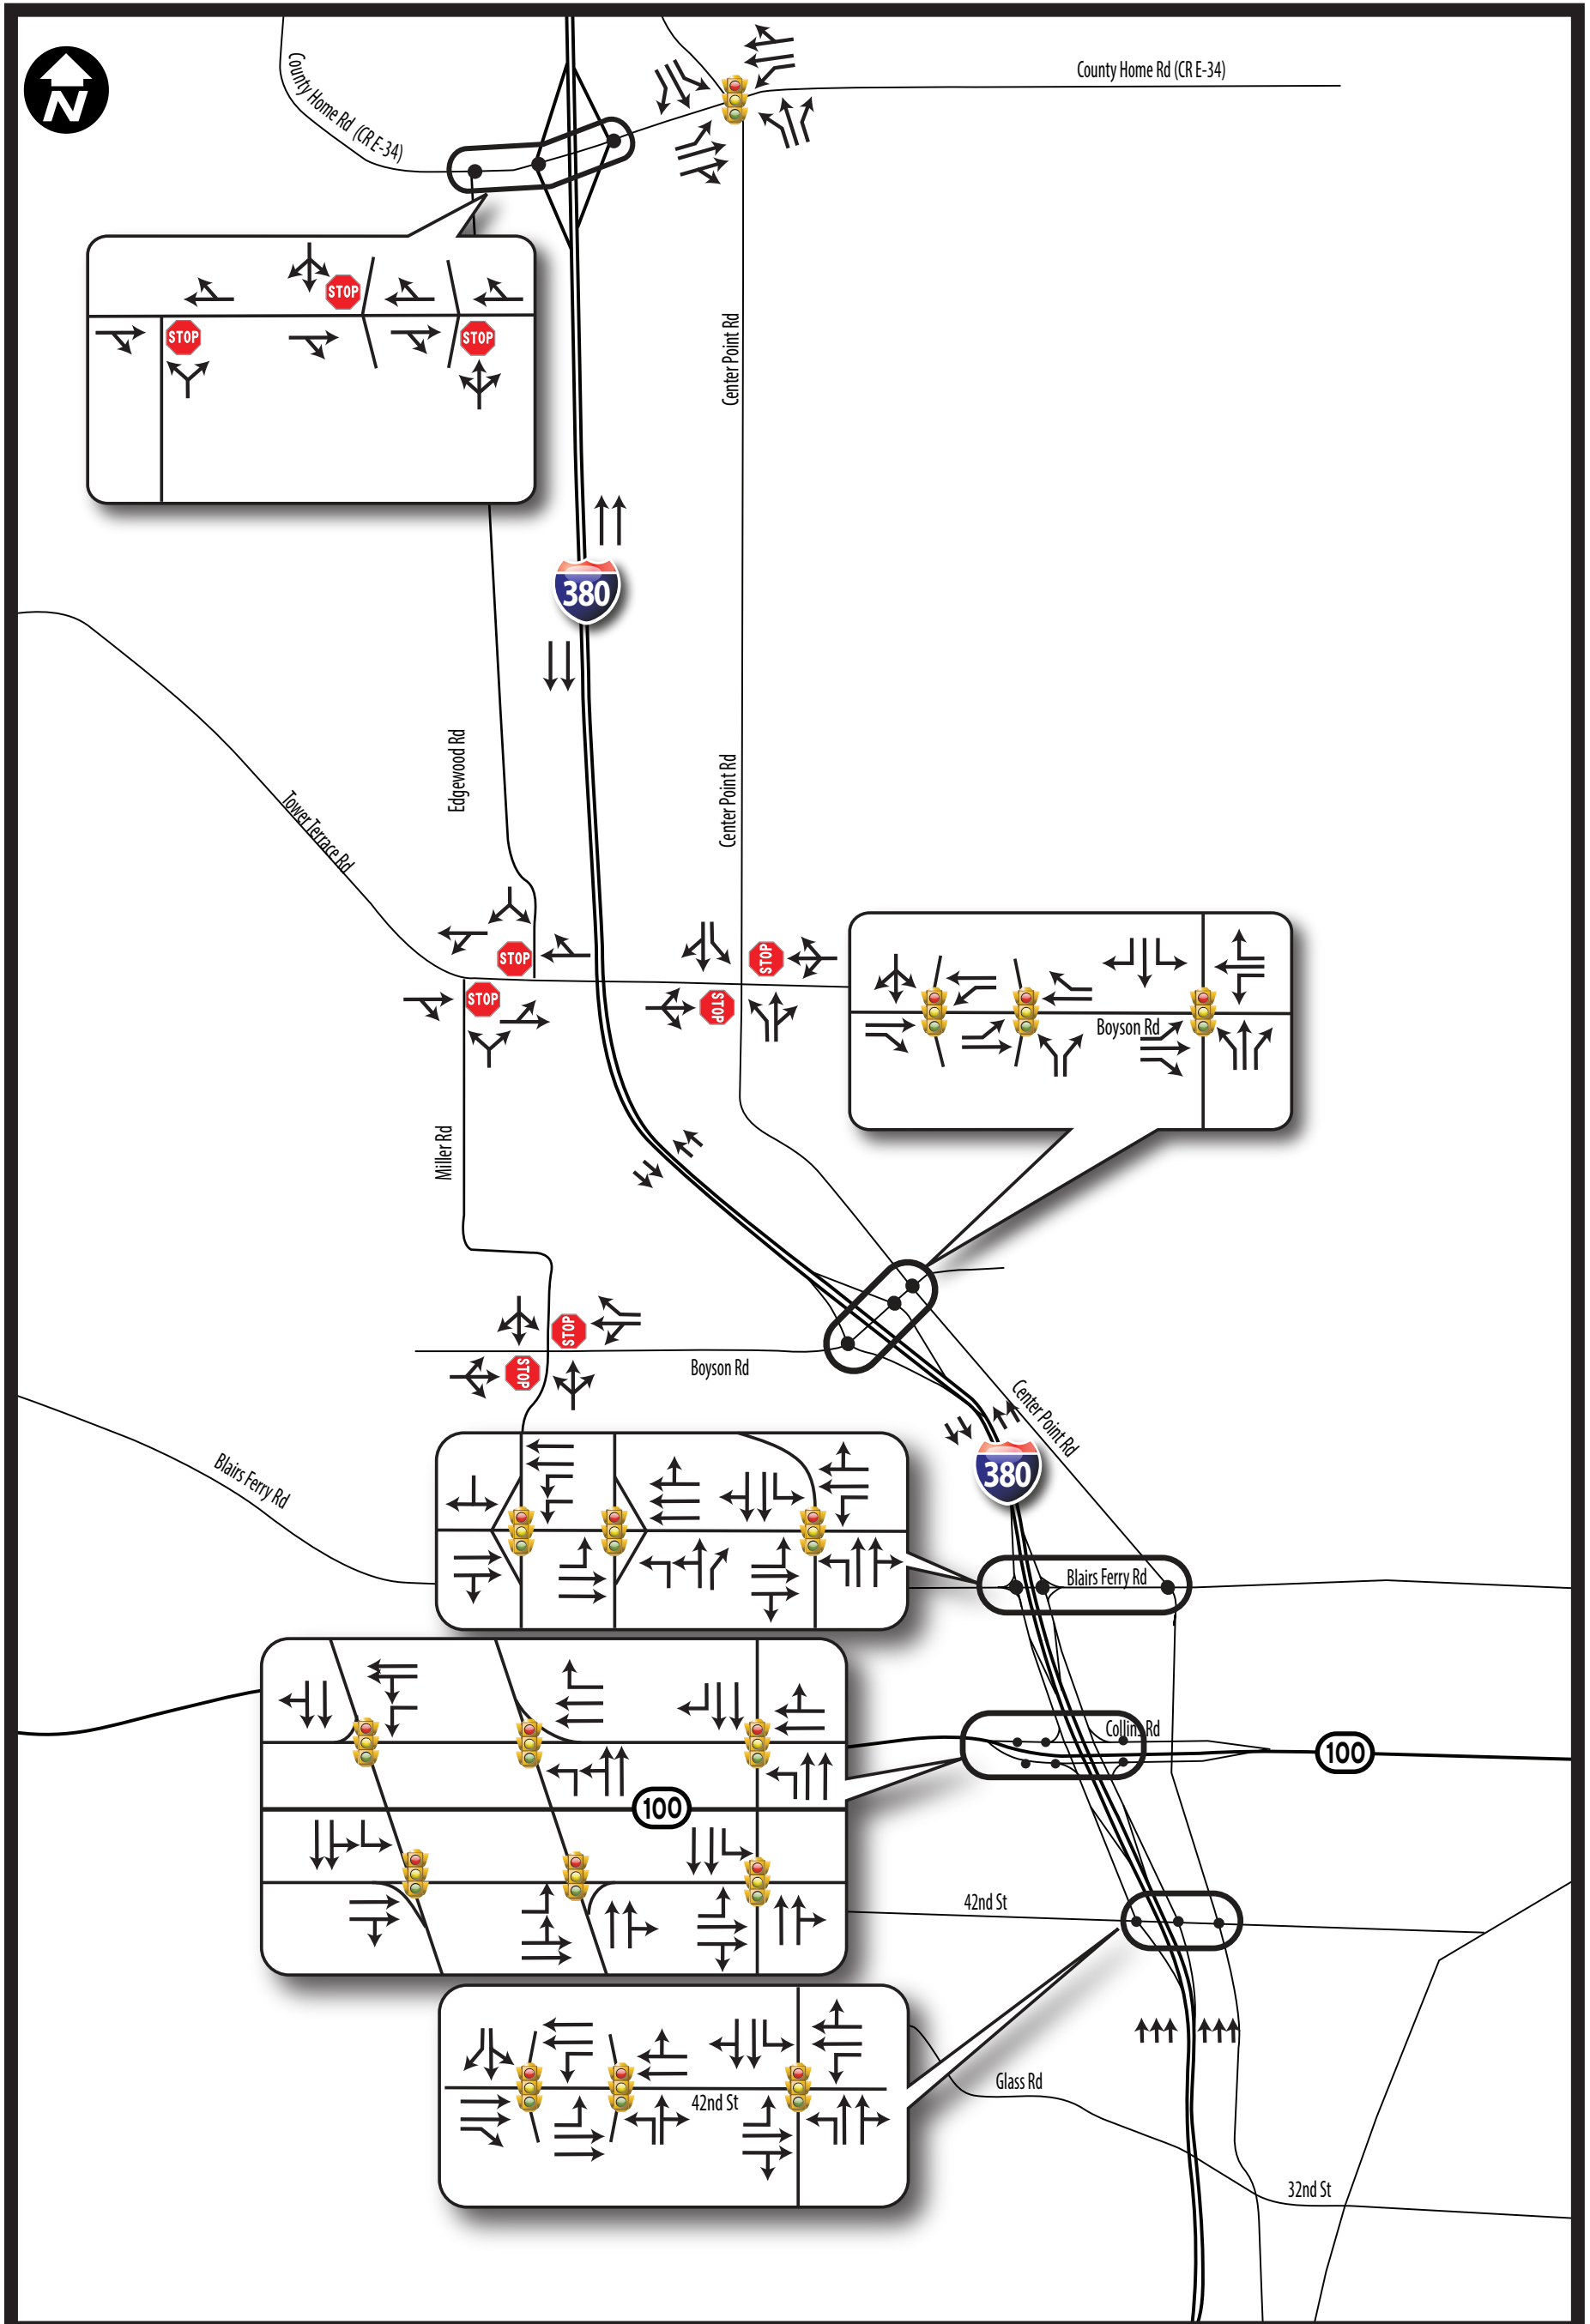 N
County Home Rd (CR E-34)
County Home Rd (CR E-34)
STOP
STOP
STOP
Center Point Rd
380
Edgewood Rd
Center Point Rd
Tower Terrace Rd
STOP
STOP
STOP
STOP
Boyson Rd
Miller Rd
STOP
STOP
Boyson Rd
Center Point Rd
380
Blairs Ferry Rd
Blairs Ferry Rd
Collins Rd
100
100
42nd St
42nd St
Glass Rd
32nd St